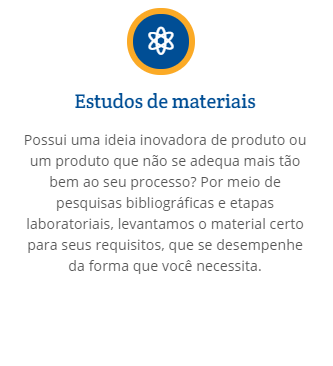 Estudos de materiais
Possui uma ideia inovadora de produto ou
um produto que não se adequa mais tão
bem ao seu processo? Por meio de
pesquisas bibliográficas e etapas
laboratoriais, levantamos o material certo
para seus requisitos, que se desempenhe
da forma que você necessita.